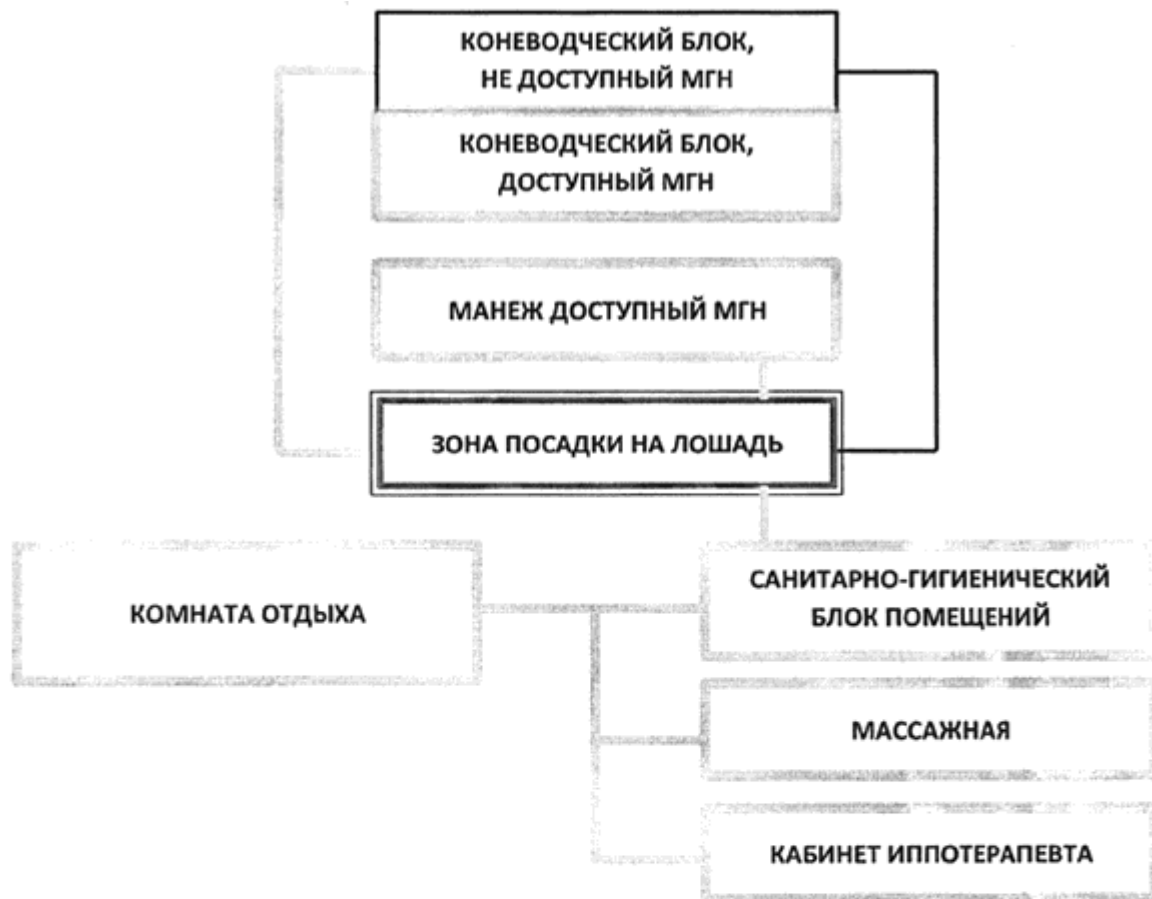 КОНЕВОДЧЕСКИЙ БЛОК,
НЕ ДОСТУПНЫЙ МГН
КОНЕВОДЧЕСКИЙ БЛОК,
ДОСТУПНЫЙ МГН
МАНЕЖ ДОСТУПНЫЙ МГН
ЗОНА ПОСАДКИ НА ЛОШАДЬ
КОМНАТА ОТДЫХА
САНИТАРНО-ГИГИЕНИЧЕСКИЙ
БЛОК ПОМЕЩЕНИЙ
МАССАЖНАЯ
КАБИНЕТ ИППОТЕРАПЕВТА